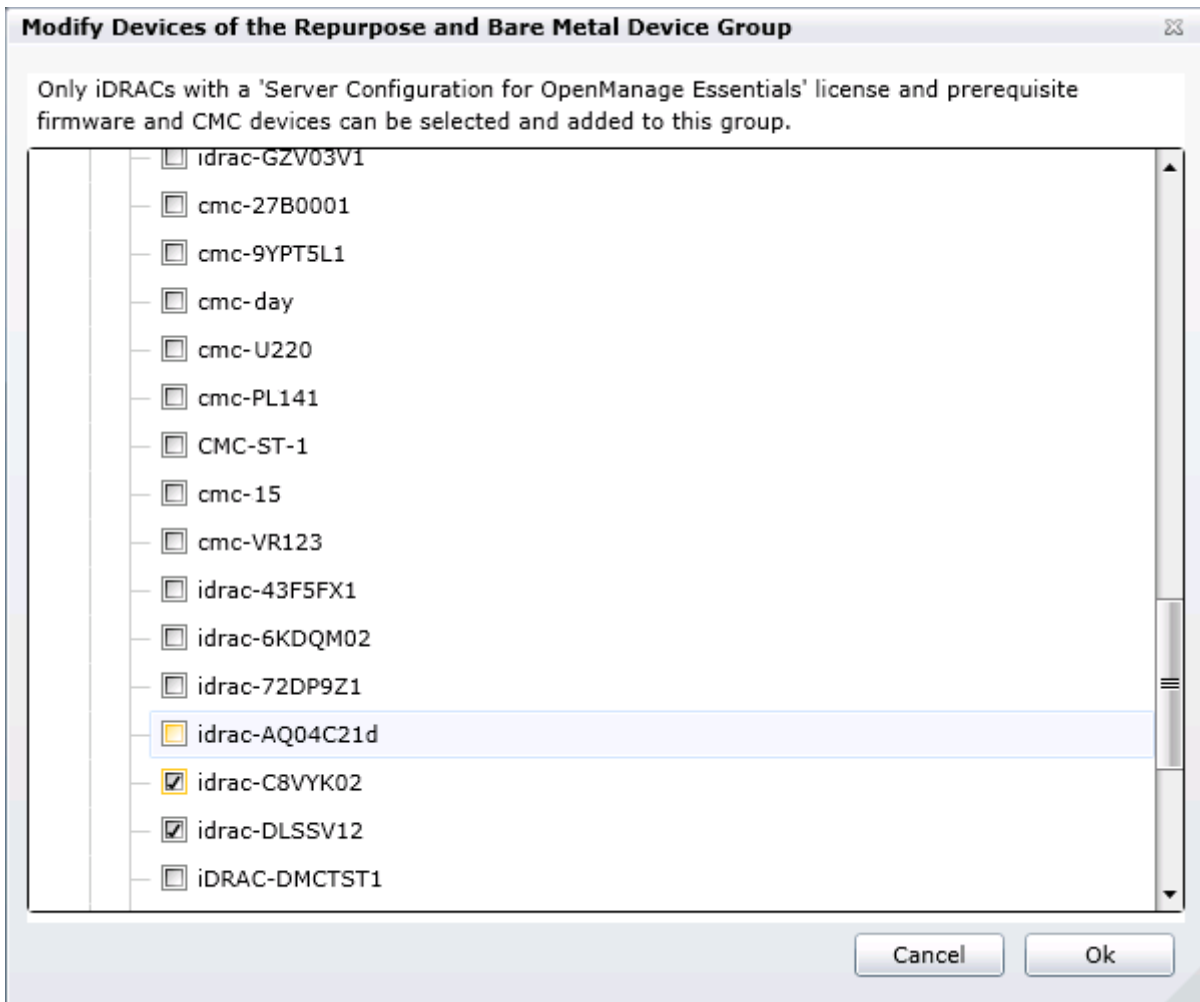 Modify Devices of the Repurpose and Bare Metal Device Group
Only iDRACs with a 'Server Configuration for OpenManage Essentials' license and prerequisite
firmware and CMC devices can be selected and added to this group.
idrac-GZV03V1
cmc-27B0001
cmc-9YPT5L1
cmc-day
cmc-U220
cmc-PL141
CMC-ST-1
cmc-15
cmc-VR123
idrac-43F5FX1
idrac-6KDQM02
idrac-72DP9Z1
idrac-AQ04C21d
idrac-C8VYK02
idrac-DLSSV12
iDRAC-DMCTST1
Cancel Ok